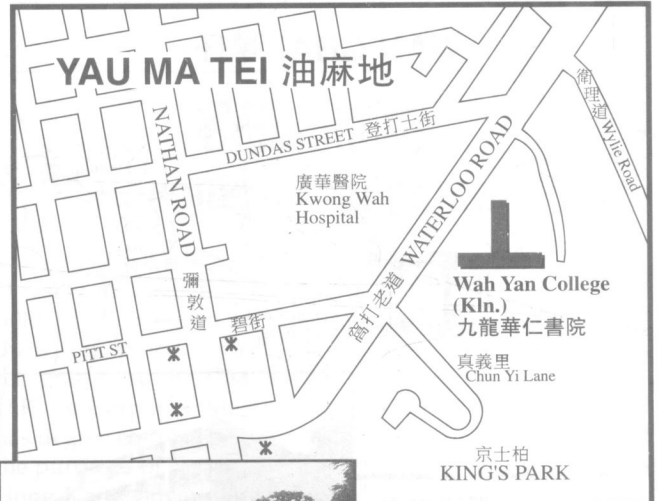 YAU MA TEI 油麻地
衛理道 Wylie Road
NATHAN ROAD 彌敦道
DUNDAS STREET 登打士街
廣華醫院
Kwong Wah
Hospital
窩打老道 WATERLOO ROAD
Wah Yan College
(Kln.)
九龍華仁書院
碧街
PITT ST
真義里
Chun Yi Lane
京士柏
KING'S PARK